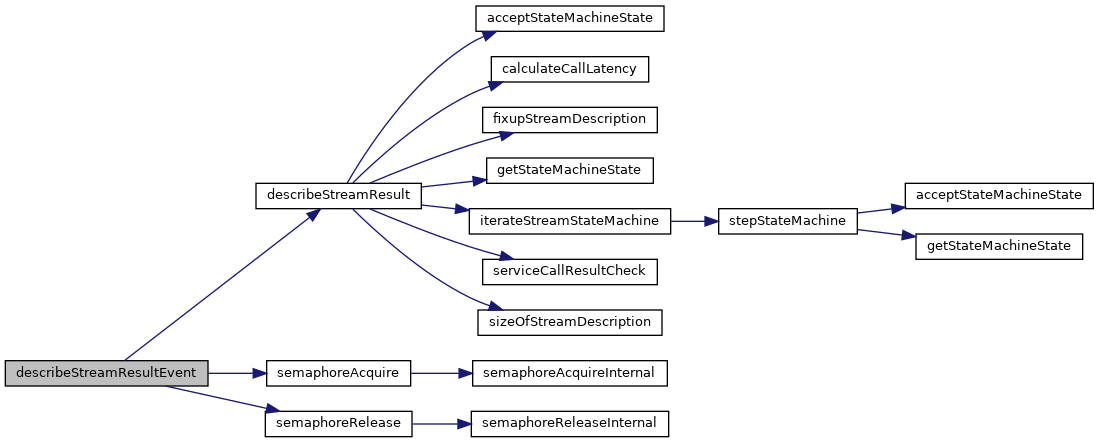 acceptStateMachineState
calculateCallLatency
fixupStreamDescription
getStateMachineState
describeStreamResult
acceptStateMachineState
iterateStreamStateMachine
stepStateMachine
getStateMachineState
serviceCallResultCheck
sizeOfStreamDescription
describeStreamResultEvent
semaphoreAcquire
semaphoreAcquireInternal
semaphoreRelease
semaphoreReleaseInternal